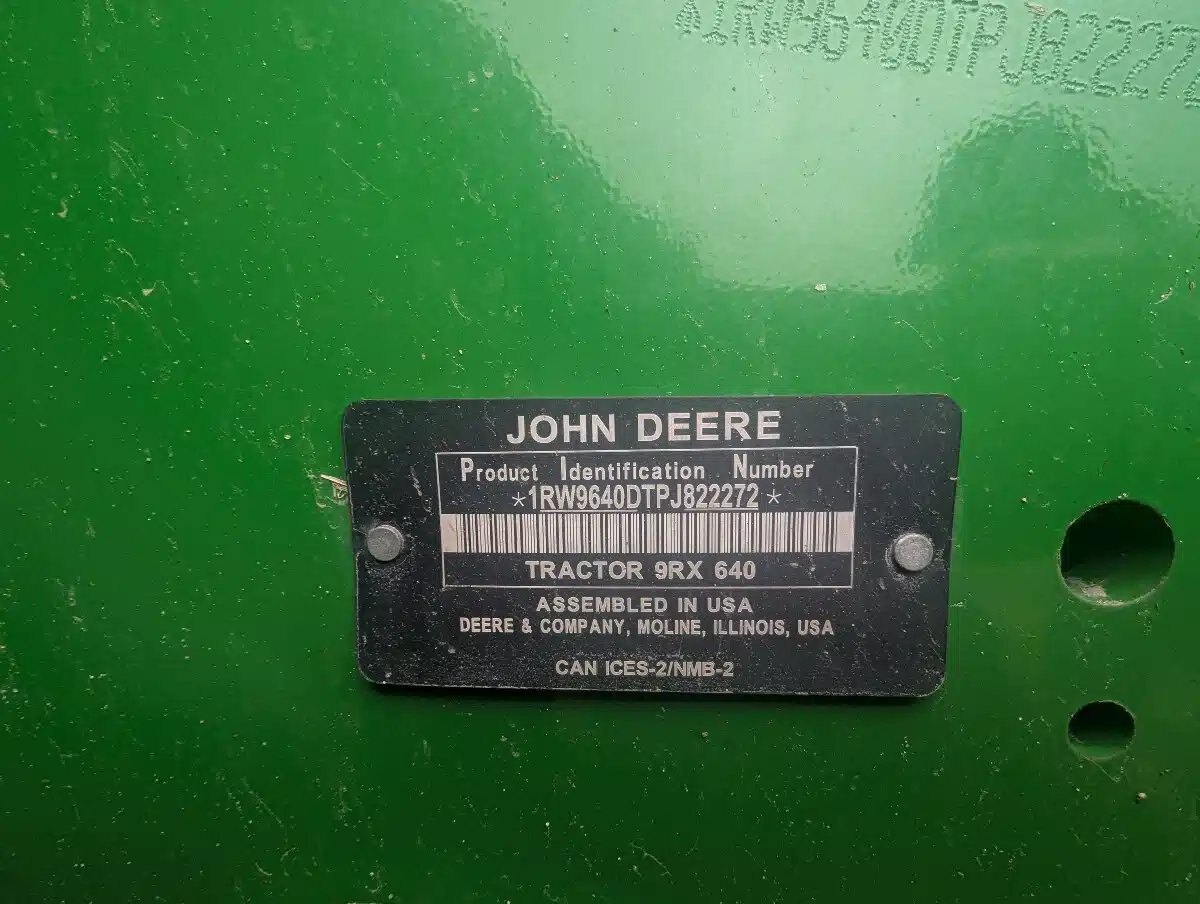 *1RW9640DTPJ822272
JOHN DEERE
Product Identification Number
*1RW9640DTPJ822272*
TRACTOR 9RX 640
ASSEMBLED IN USA
DEERE & COMPANY, MOLINE, ILLINOIS, USA
CAN ICES-2/NMB-2